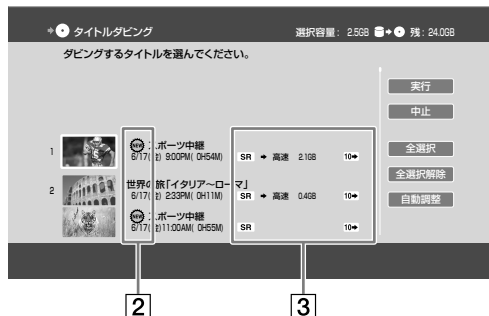 タイトルダビング 選択容量: 2.5GB 残: 24.0GB
ダビングするタイトルを選んでください。
実行
中止
全選択
全選択解除
自動調整
1 NEW スポーツ中継
6/17( 9:00PM( 0H54M) SR 高速 2.1GB 10
2 世界の旅「イタリア〜ローマ」
6/17( 2:33PM( 0H11M) SR 高速 0.4GB 10
NEW スポーツ中継
6/17( 11:00AM( 0H55M) SR 10
2 3